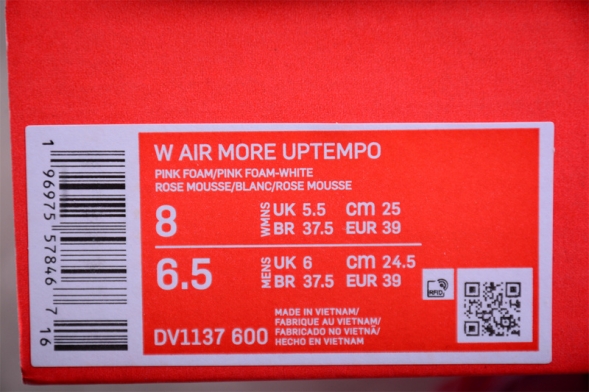 1 96975 57846 7 16
W AIR MORE UPTEMPO
PINK FOAM/PINK FOAM-WHITE
ROSE MOUSSE/BLANC/ROSE MOUSSE
8 WMNS UK 5.5 cm 25
BR 37.5 EUR 39
6.5 MENS UK 6 cm 24.5
BR 37.5 EUR 39
RFID
DV1137 600
MADE IN VIETNAM/
FABRIQUE AU VIETNAM/
FABRICADO NO VIETNÃ/
HECHO EN VIETNAM